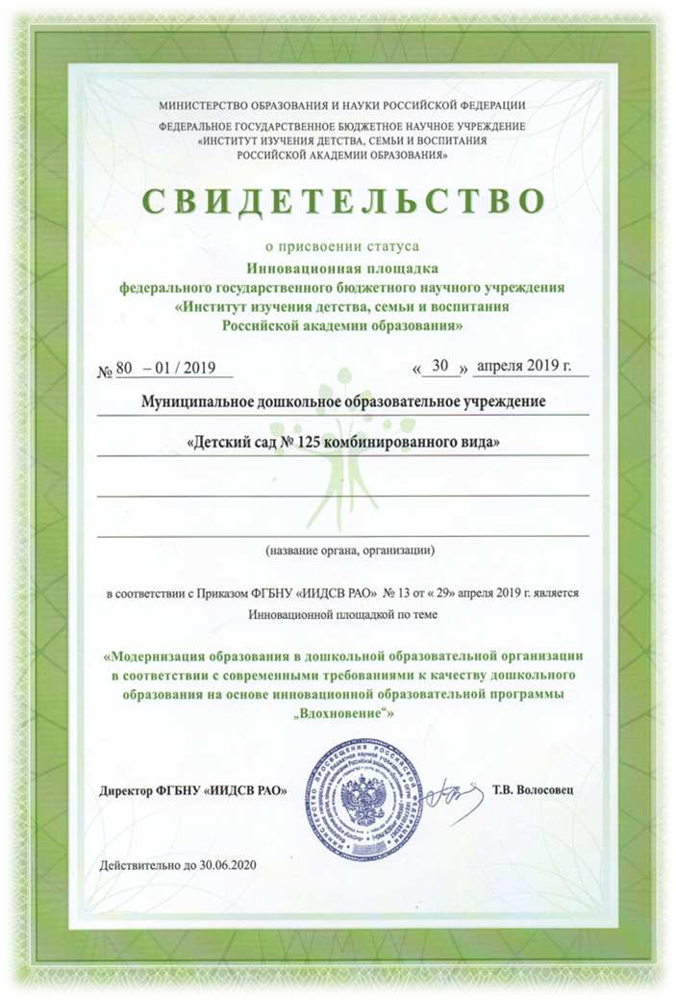 МИНИСТЕРСТВО ОБРАЗОВАНИЯ И НАУКИ РОССИЙСКОЙ ФЕДЕРАЦИИ
ФЕДЕРАЛЬНОЕ ГОСУДАРСТВЕННОЕ БЮДЖЕТНОЕ НАУЧНОЕ УЧРЕЖДЕНИЕ
«ИНСТИТУТ ИЗУЧЕНИЯ ДЕТСТВА, СЕМЬИ И ВОСПИТАНИЯ
РОССИЙСКОЙ АКАДЕМИИ ОБРАЗОВАНИЯ»
СВИДЕТЕЛЬСТВО
о присвоении статуса
Инновационная площадка
федерального государственного бюджетного научного учреждения
«Институт изучения детства, семьи и воспитания
Российской академии образования»
№ 80 – 01 / 2019 « 30 » апреля 2019 г.
Муниципальное дошкольное образовательное учреждение
«Детский сад № 125 комбинированного вида»
(название органа, организации)
в соответствии с Приказом ФГБНУ «ИИДСВ РАО» № 13 от « 29» апреля 2019 г. является
Инновационной площадкой по теме
«Модернизация образования в дошкольной образовательной организации
в соответствии с современными требованиями к качеству дошкольного
образования на основе инновационной образовательной программы
„Вдохновение“»
МИНИСТЕРСТВО ПРОСВЕЩЕНИЯ РОССИЙСКОЙ ФЕДЕРАЦИИ
Директор ФГБНУ «ИИДСВ РАО» Т.В. Волосовец
Действительно до 30.06.2020